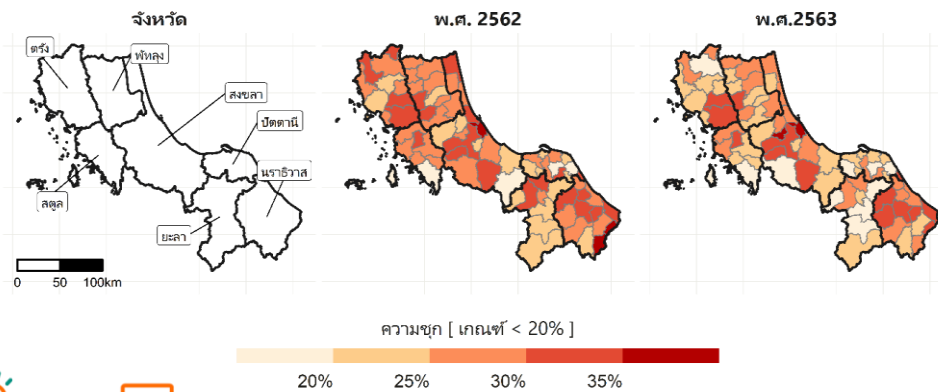 จังหวัด
พ.ศ. 2562
พ.ศ.2563
ตรัง
พัทลุง
สงขลา
ปัตตานี
นราธิวาส
สตูล
ยะลา
0 50 100km
ความชุก [ เกณฑ์ < 20% ]
20% 25% 30% 35%